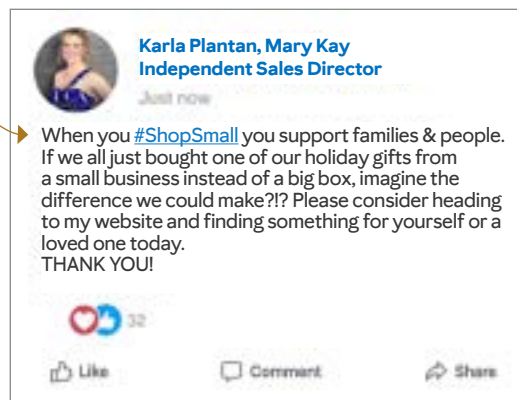 Karla Plantan, Mary Kay
Independent Sales Director
Just now
When you #ShopSmall you support families & people.
If we all just bought one of our holiday gifts from
a small business instead of a big box, imagine the
difference we could make?!? Please consider heading
to my website and finding something for yourself or a
loved one today.
THANK YOU!
32
Like Comment Share